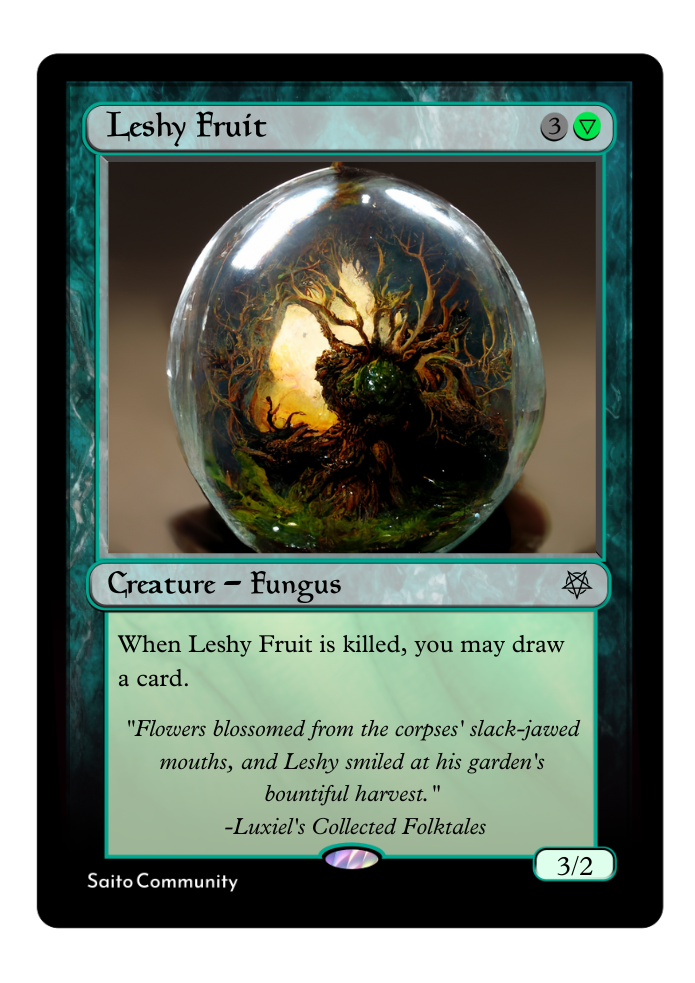 Leshy Fruit
3
Creature – Fungus
When Leshy Fruit is killed, you may draw
a card.
"Flowers blossomed from the corpses' slack-jawed
mouths, and Leshy smiled at his garden's
bountiful harvest."
-Luxiel's Collected Folktales
3/2
Saito Community